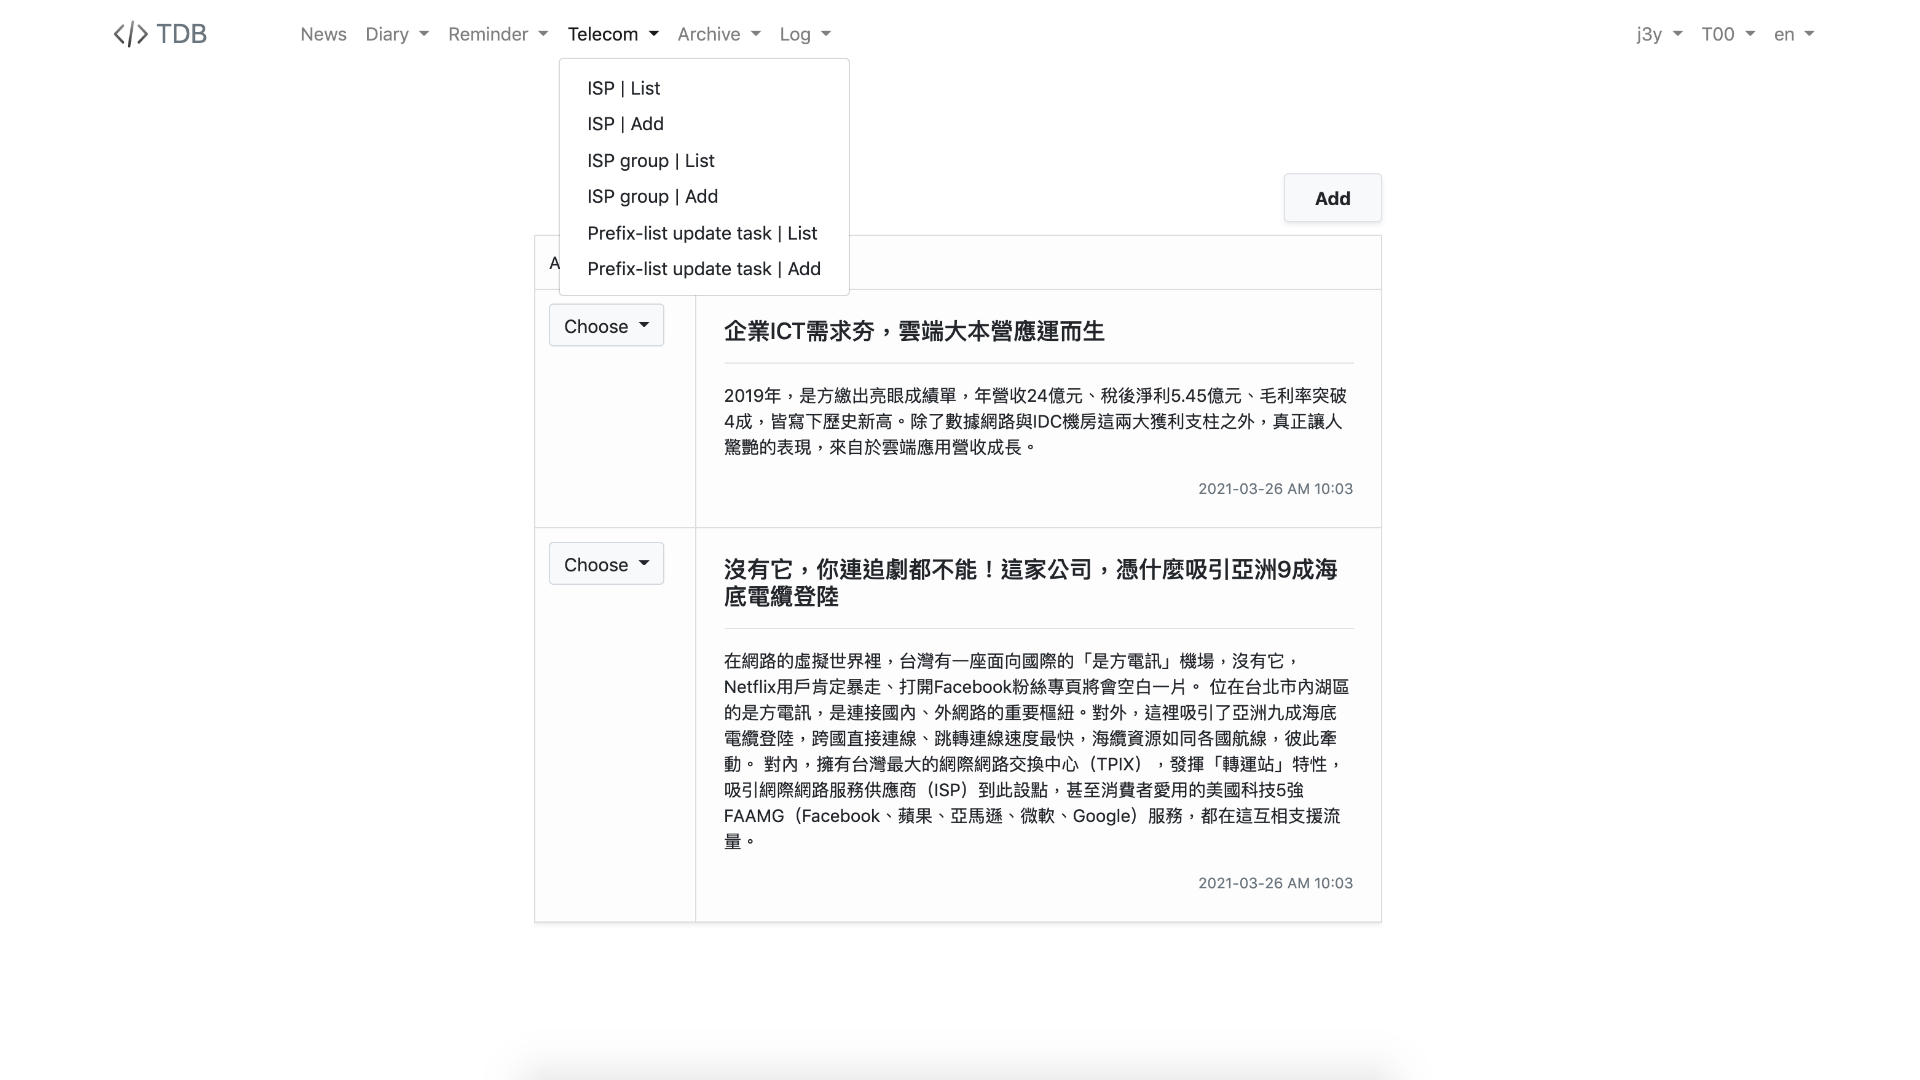 </> TDB
News Diary Reminder Telecom Archive Log j3y T00 en
ISP | List
ISP | Add
ISP group | List
ISP group | Add
Prefix-list update task | List
Prefix-list update task | Add
Add
Choose
企業ICT需求夯，雲端大本營應運而生
2019年，是方繳出亮眼成績單，年營收24億元、稅後淨利5.45億元、毛利率突破
4成，皆寫下歷史新高。除了數據網路與IDC機房這兩大獲利支柱之外，真正讓人
驚艷的表現，來自於雲端應用營收成長。
2021-03-26 AM 10:03
Choose
沒有它，你連追劇都不能！這家公司，憑什麼吸引亞洲9成海
底電纜登陸
在網路的虛擬世界裡，台灣有一座面向國際的「是方電訊」機場，沒有它，
Netflix用戶肯定暴走、打開Facebook粉絲專頁將會空白一片。 位在台北市內湖區
的是方電訊，是連接國內、外網路的重要樞紐。對外，這裡吸引了亞洲九成海底
電纜登陸，跨國直接連線、跳轉連線速度最快，海纜資源如同各國航線，彼此牽
動。 對內，擁有台灣最大的網際網路交換中心（TPIX），發揮「轉運站」特性，
吸引網際網路服務供應商（ISP）到此設點，甚至消費者愛用的美國科技5強
FAAMG（Facebook、蘋果、亞馬遜、微軟、Google）服務，都在這互相支援流
量。
2021-03-26 AM 10:03